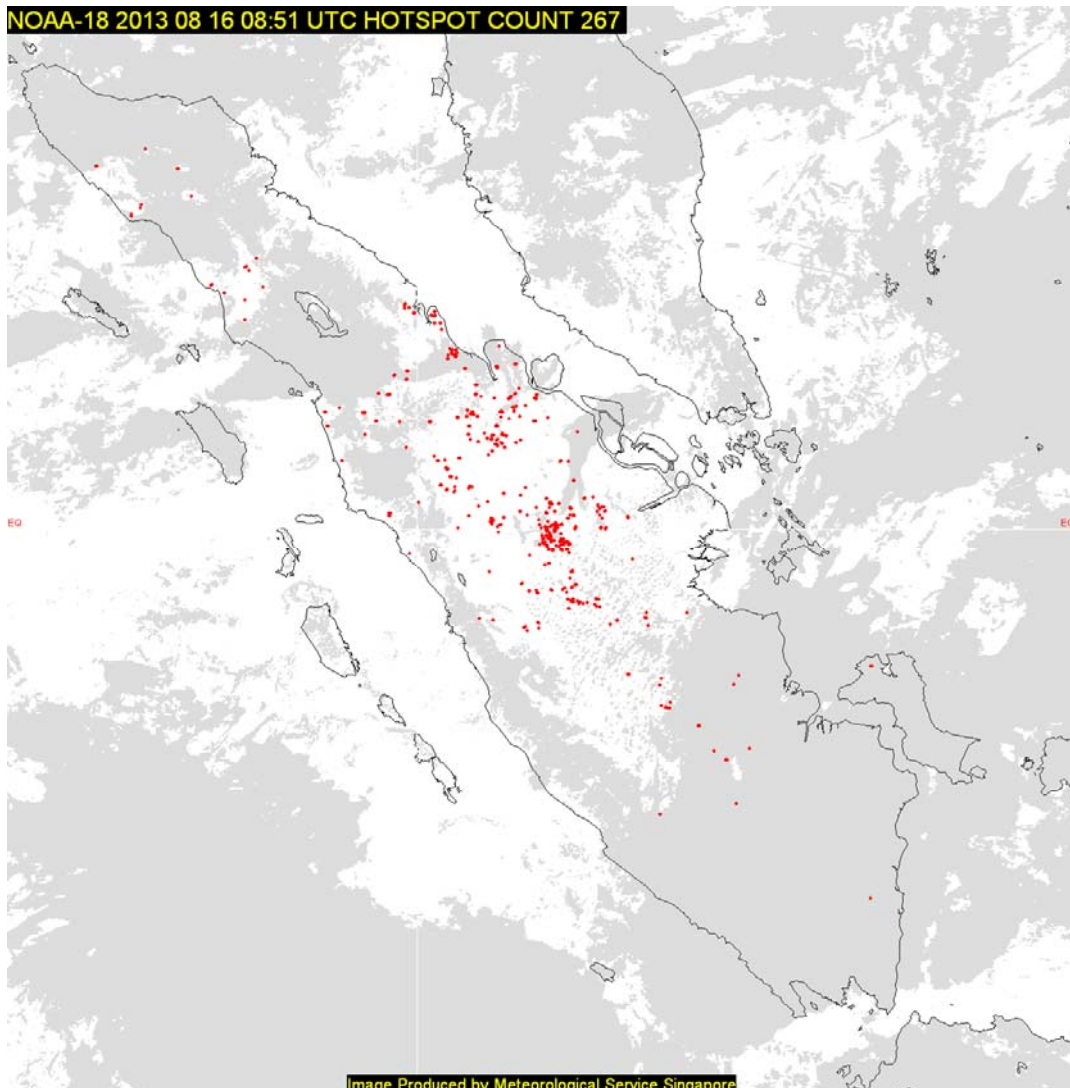 NOAA-18 2013 08 16 08:51 UTC HOTSPOT COUNT 267
EQ
EQ
Image Produced by Meteorological Service Singapore